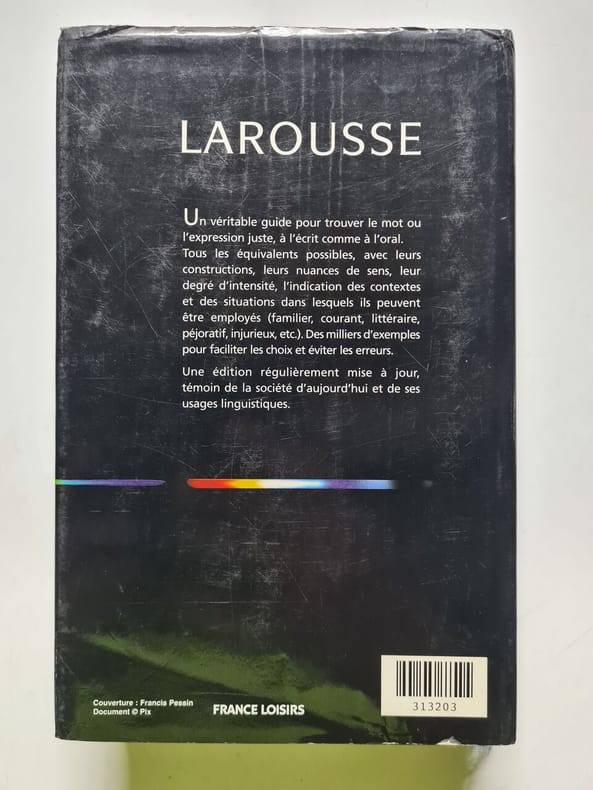 LAROUSSE
Un véritable guide pour trouver le mot ou
l'expression juste, à l'écrit comme à l'oral.
Tous les équivalents possibles, avec leurs
constructions, leurs nuances de sens, leur
degré d'intensité, l'indication des contextes
et des situations dans lesquels ils peuvent
être employés (familier, courant, littéraire,
péjoratif, injurieux, etc.). Des milliers d'exemples
pour faciliter les choix et éviter les erreurs.
Une édition régulièrement mise à jour,
témoin de la société d'aujourd'hui et de ses
usages linguistiques.
Couverture : Francis Pessin
Document © Pix
FRANCE LOISIRS
313203